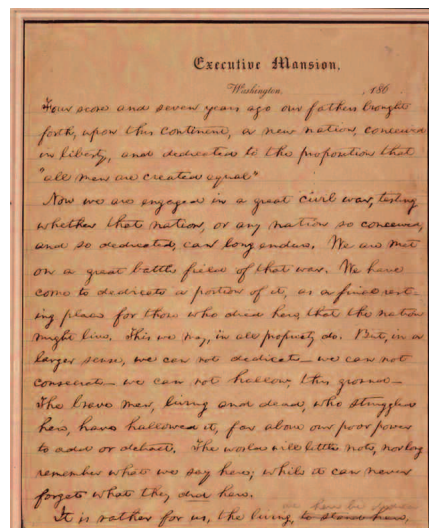 Executive Mansion,
Washington, , 186
Four score and seven years ago our fathers brought
forth, upon this continent, a new nation, conceived
in liberty, and dedicated to the proposition that
"all men are created equal"
Now we are engaged in a great civil war, testing
whether that nation, or any nation so conceived,
and so dedicated, can long endure. We are met
on a great battle field of that war. We have
come to dedicate a portion of it, as a final rest-
ing place for those who died here, that the nation
might live. This we may, in all propriety do. But, in a
larger sense, we can not dedicate — we can not
consecrate — we can not hallow, this ground —
The brave men, living and dead, who struggled
here, have hallowed it, far above our poor power
to add or detract. The world will little note, nor long
remember what we say here; while it can never
forget what they did here.
we here be dedica
It is rather for us, the living, to stand here,